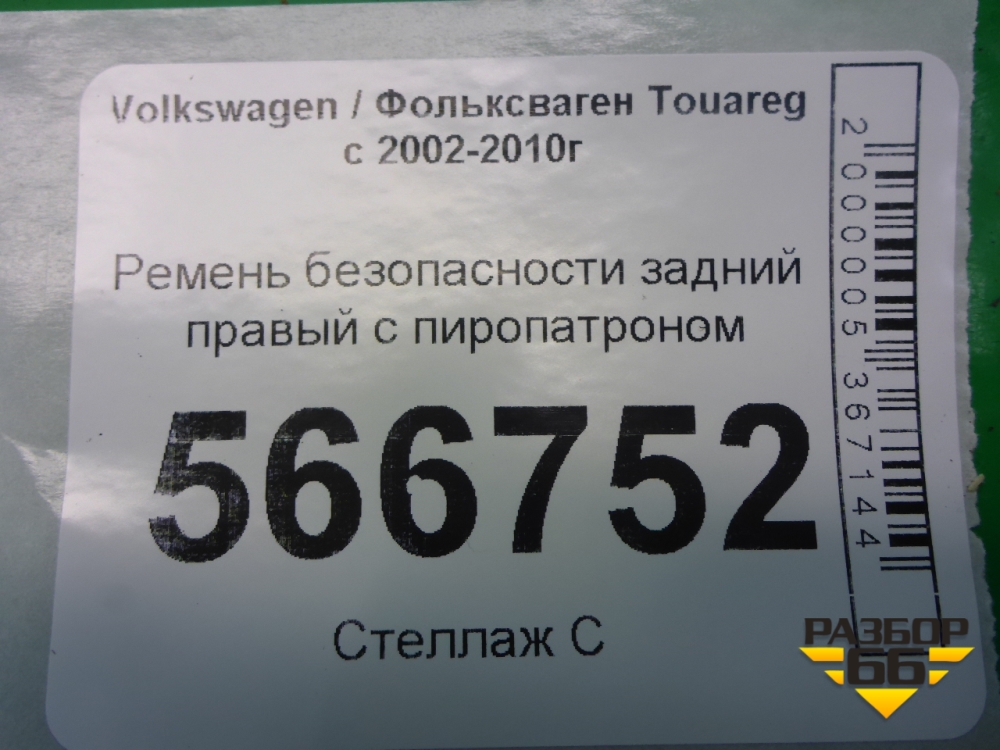 Volkswagen / Фольксваген Touareg
с 2002-2010г
Ремень безопасности задний
правый с пиропатроном
566752
Стеллаж С
2000005367144
РАЗБОР
66